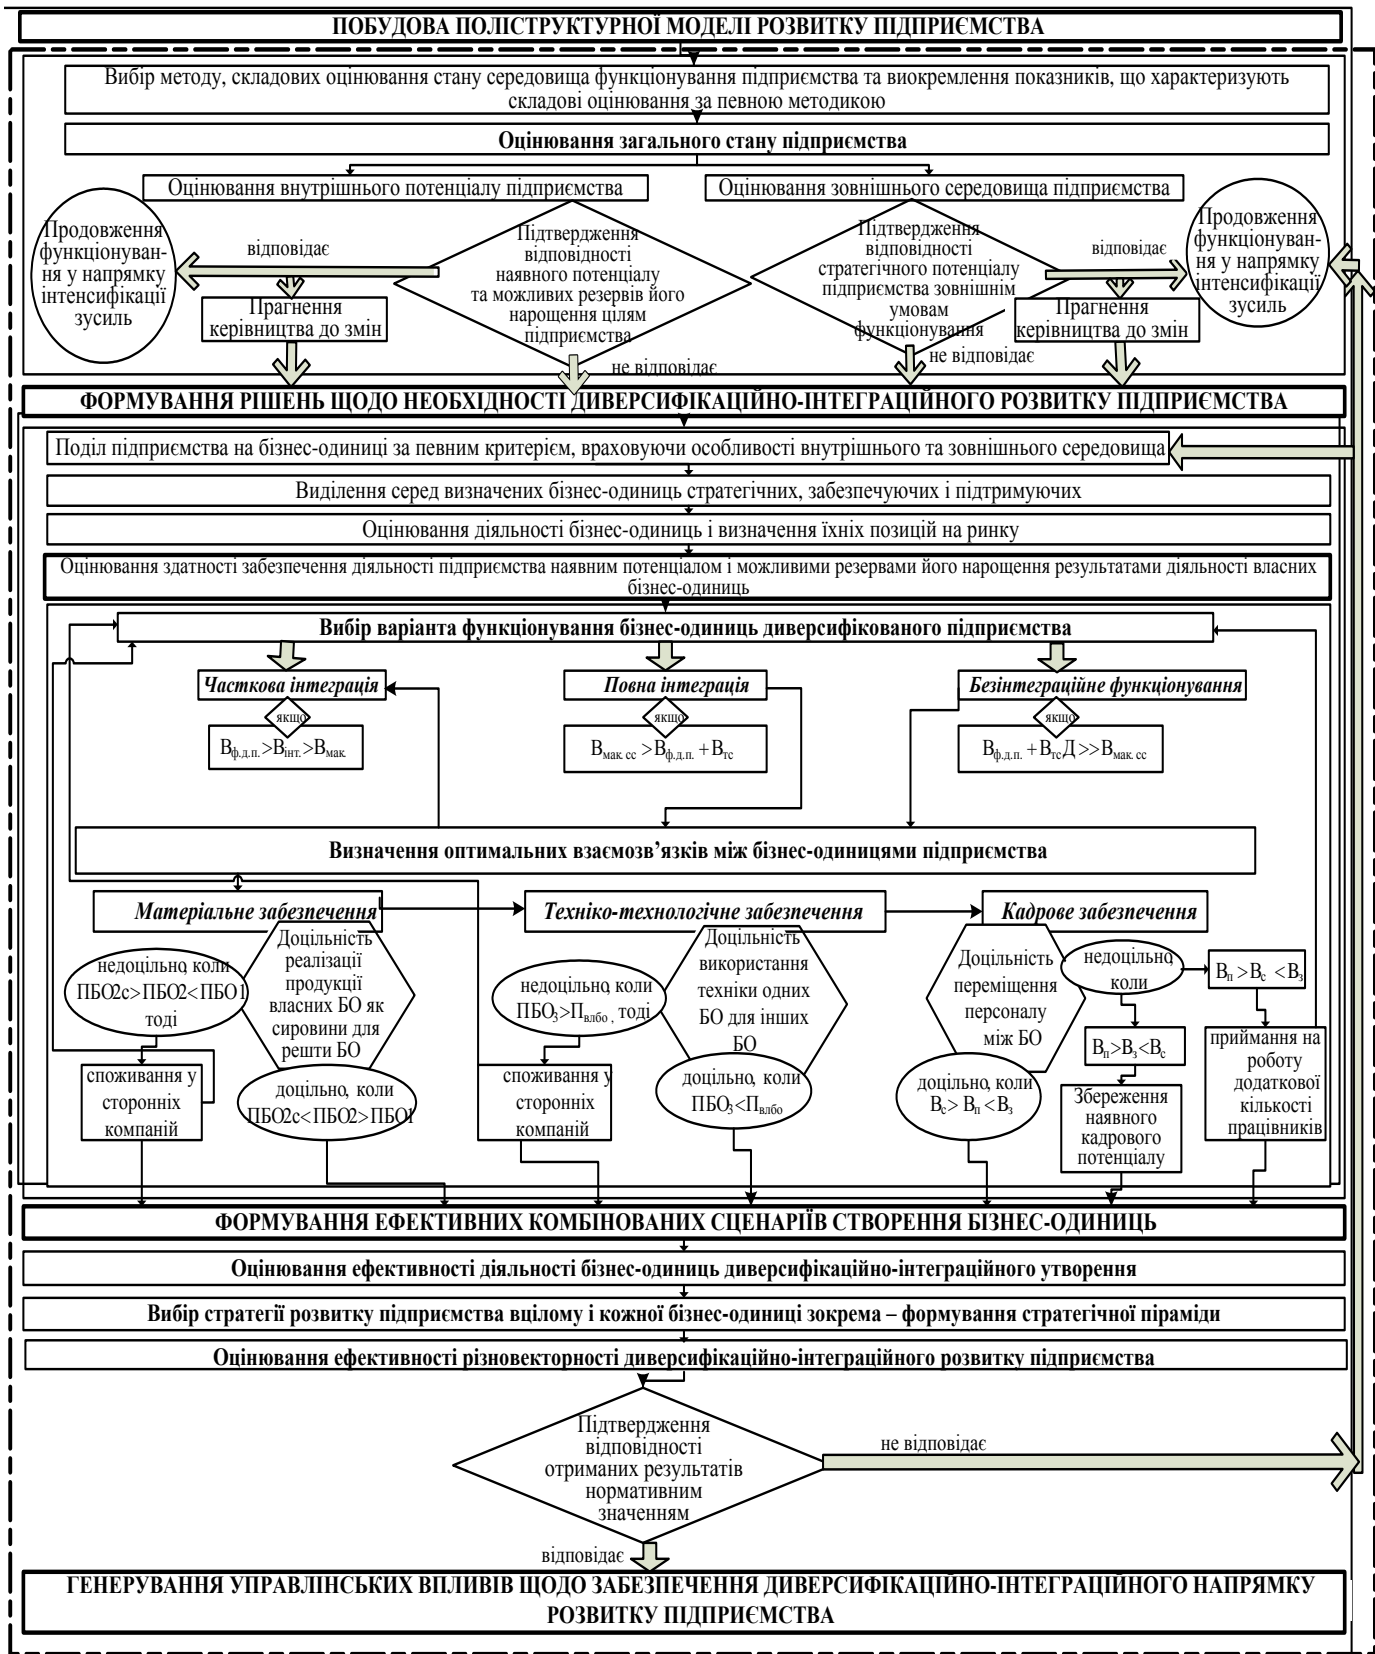 ПОБУДОВА ПОЛІСТРУКТУРНОЇ МОДЕЛІ РОЗВИТКУ ПІДПРИЄМСТВА
Вибір методу, складових оцінювання стану середовища функціонування підприємства та виокремлення показників, що характеризують
складові оцінювання за певною методикою
Оцінювання загального стану підприємства
Оцінювання внутрішнього потенціалу підприємства
Оцінювання зовнішнього середовища підприємства
Продовження
функціонуван-
ня у напрямку
інтенсифікації
зусиль
відповідає
Прагнення
керівництва до змін
Підтвердження
відповідності
наявного потенціалу
та можливих резервів його
нарощення цілям
підприємства
не відповідає
Підтвердження
відповідності
стратегічного потенціалу
підприємства зовнішнім
умовам
функціонування
не відповідає
відповідає
Прагнення
керівництва до змін
Продовження
функціонуван-
ня у напрямку
інтенсифікації
зусиль
ФОРМУВАННЯ РІШЕНЬ ЩОДО НЕОБХІДНОСТІ ДИВЕРСИФІКАЦІЙНО-ІНТЕГРАЦІЙНОГО РОЗВИТКУ ПІДПРИЄМСТВА
Поділ підприємства на бізнес-одиниці за певним критерієм, враховуючи особливості внутрішнього та зовнішнього середовища
Виділення серед визначених бізнес-одиниць стратегічних, забезпечуючих і підтримуючих
Оцінювання діяльності бізнес-одиниць і визначення їхніх позицій на ринку
Оцінювання здатності забезпечення діяльності підприємства наявним потенціалом і можливими резервами його нарощення результатами діяльності власних
бізнес-одиниць
Вибір варіанта функціонування бізнес-одиниць диверсифікованого підприємства
Часткова інтеграція
якщо
Вф.д.п.>Вінт.>Вмак.
Повна інтеграція
якщо
Вмак. сс >Вф.д.п. + Втс
Безінтеграційне функціонування
якщо
Вф.д.п. + ВтсД >>Вмак. сс
Визначення оптимальних взаємозв'язків між бізнес-одиницями підприємства
Матеріальне забезпечення
Техніко-технологічне забезпечення
Кадрове забезпечення
недоцільно, коли
ПБО2с>ПБО2<ПБО1
тоді
Доцільність
реалізації
продукції
власних БО як
сировини для
решти БО
споживання у
сторонніх
компаній
доцільно, коли
ПБО2с<ПБО2>ПБО1
недоцільно, коли
ПБО3>Пвлбо , тоді
Доцільність
використання
техніки одних
БО для інших
БО
споживання у
сторонніх
компаній
доцільно, коли
ПБО3<Пвлбо
Доцільність
переміщення
персоналу
між БО
доцільно, коли
Вс> Вп <Вз
недоцільно,
коли
Вп >Вс <Вз
Вп>Вз<Вс
Збереження
наявного
кадрового
потенціалу
приймання на
роботу
додаткової
кількості
працівників
ФОРМУВАННЯ ЕФЕКТИВНИХ КОМБІНОВАНИХ СЦЕНАРІЇВ СТВОРЕННЯ БІЗНЕС-ОДИНИЦЬ
Оцінювання ефективності діяльності бізнес-одиниць диверсифікаційно-інтеграційного утворення
Вибір стратегії розвитку підприємства вцілому і кожної бізнес-одиниці зокрема – формування стратегічної піраміди
Оцінювання ефективності різновекторності диверсифікаційно-інтеграційного розвитку підприємства
Підтвердження
відповідності
отриманих результатів
нормативним
значенням
не відповідає
відповідає
ГЕНЕРУВАННЯ УПРАВЛІНСЬКИХ ВПЛИВІВ ЩОДО ЗАБЕЗПЕЧЕННЯ ДИВЕРСИФІКАЦІЙНО-ІНТЕГРАЦІЙНОГО НАПРЯМКУ
РОЗВИТКУ ПІДПРИЄМСТВА